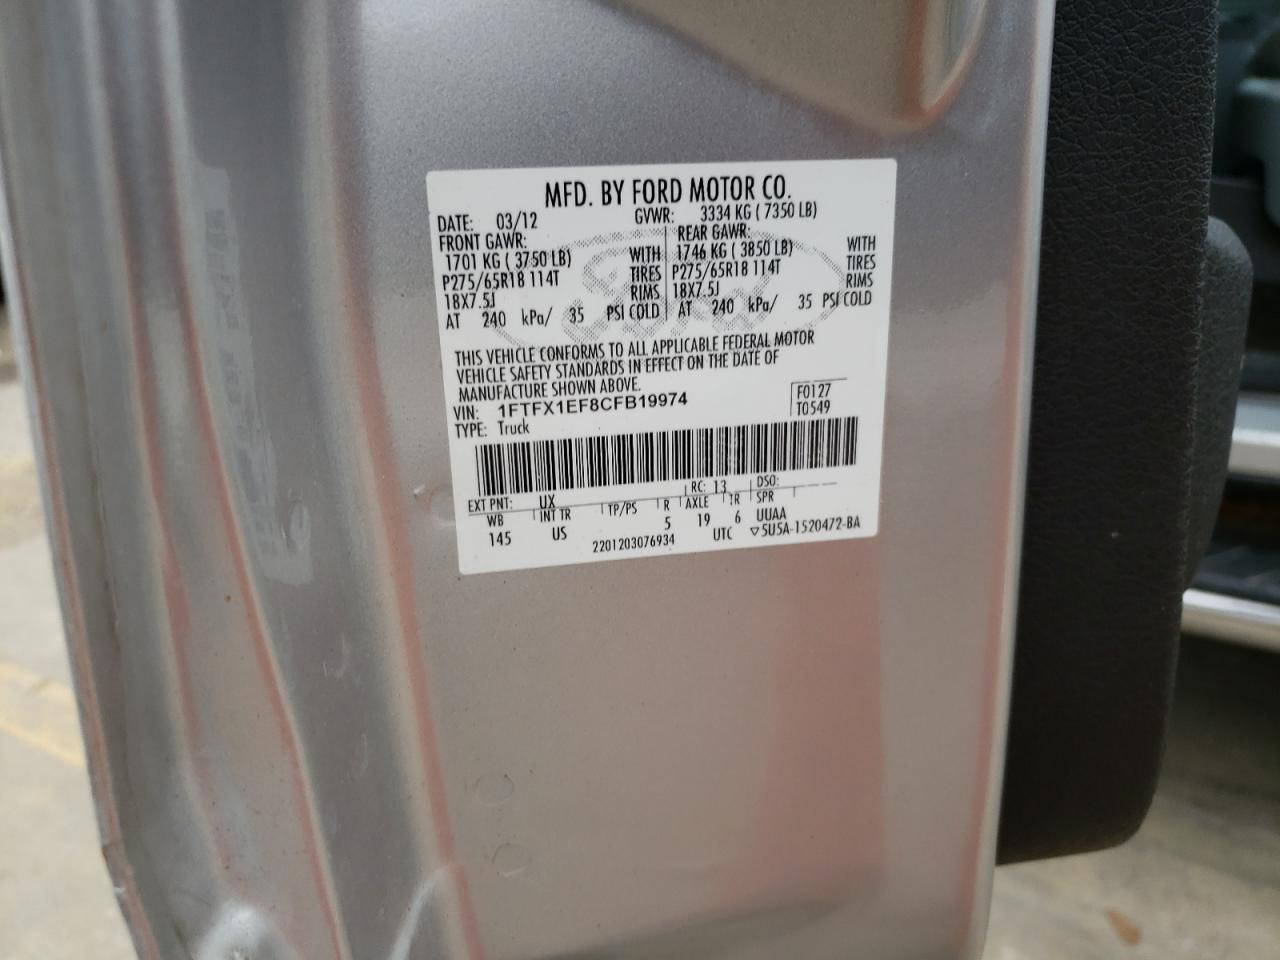 MFD. BY FORD MOTOR CO.
DATE: 03/12 GVWR: 3334 KG ( 7350 LB)
FRONT GAWR: REAR GAWR:
1701 KG ( 3750 LB) WITH 1746 KG ( 3850 LB) WITH
P275/65R18 114T TIRES P275/65R18 114T TIRES
18X7.5J RIMS 18X7.5J RIMS
AT 240 kPa/ 35 PSI COLD AT 240 kPa/ 35 PSI COLD
Ford
THIS VEHICLE CONFORMS TO ALL APPLICABLE FEDERAL MOTOR
VEHICLE SAFETY STANDARDS IN EFFECT ON THE DATE OF
MANUFACTURE SHOWN ABOVE.
VIN: 1FTFX1EF8CFB19974 F0127
TYPE: Truck T0549
EXT PNT: UX RC: 13 DSO:
WB INT TR TP/PS R AXLE TR SPR
145 US 5 19 6 UUAA
2201203076934 UTC ▽5U5A-1520472-BA